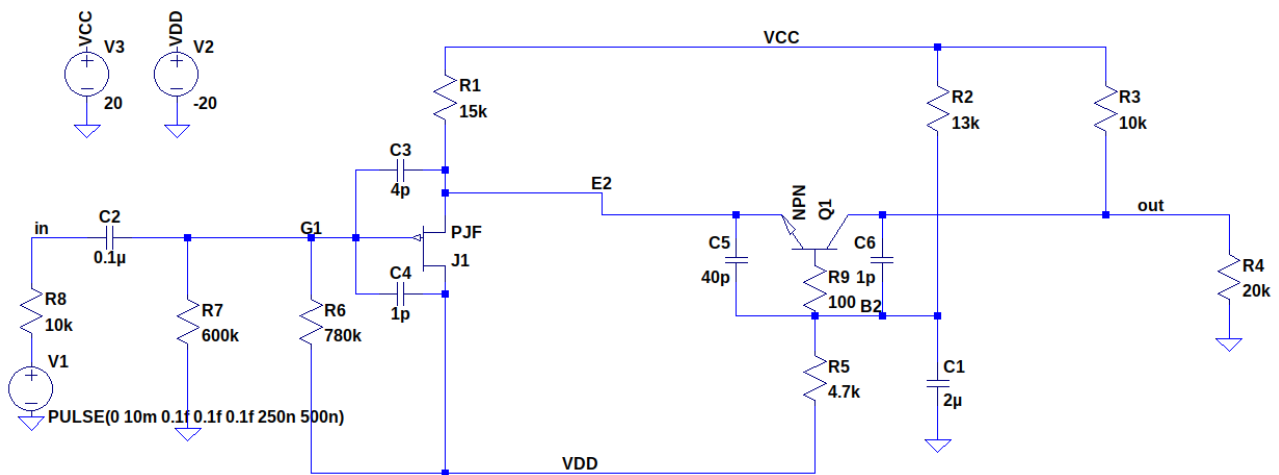 VCC
V3
20
VDD
V2
-20
VCC
R1
15k
R2
13k
R3
10k
C3
4p
E2
NPN
Q1
out
in
C2
0.1µ
G1
PJF
J1
C5
40p
C6
1p
R9
100
B2
R4
20k
R8
10k
R7
600k
R6
780k
C4
1p
V1
R5
4.7k
C1
2µ
PULSE(0 10m 0.1f 0.1f 0.1f 250n 500n)
VDD